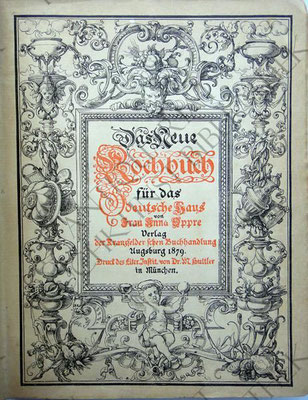 Das Neue
Kochbuch
für das
Deutsche Haus
von
Frau Anna
Verlag
der Kranzfelder'schen Buchhandlung
Augsburg 1879.
Druck des Liter. Instit. von Dr. M. Huttler
in München.